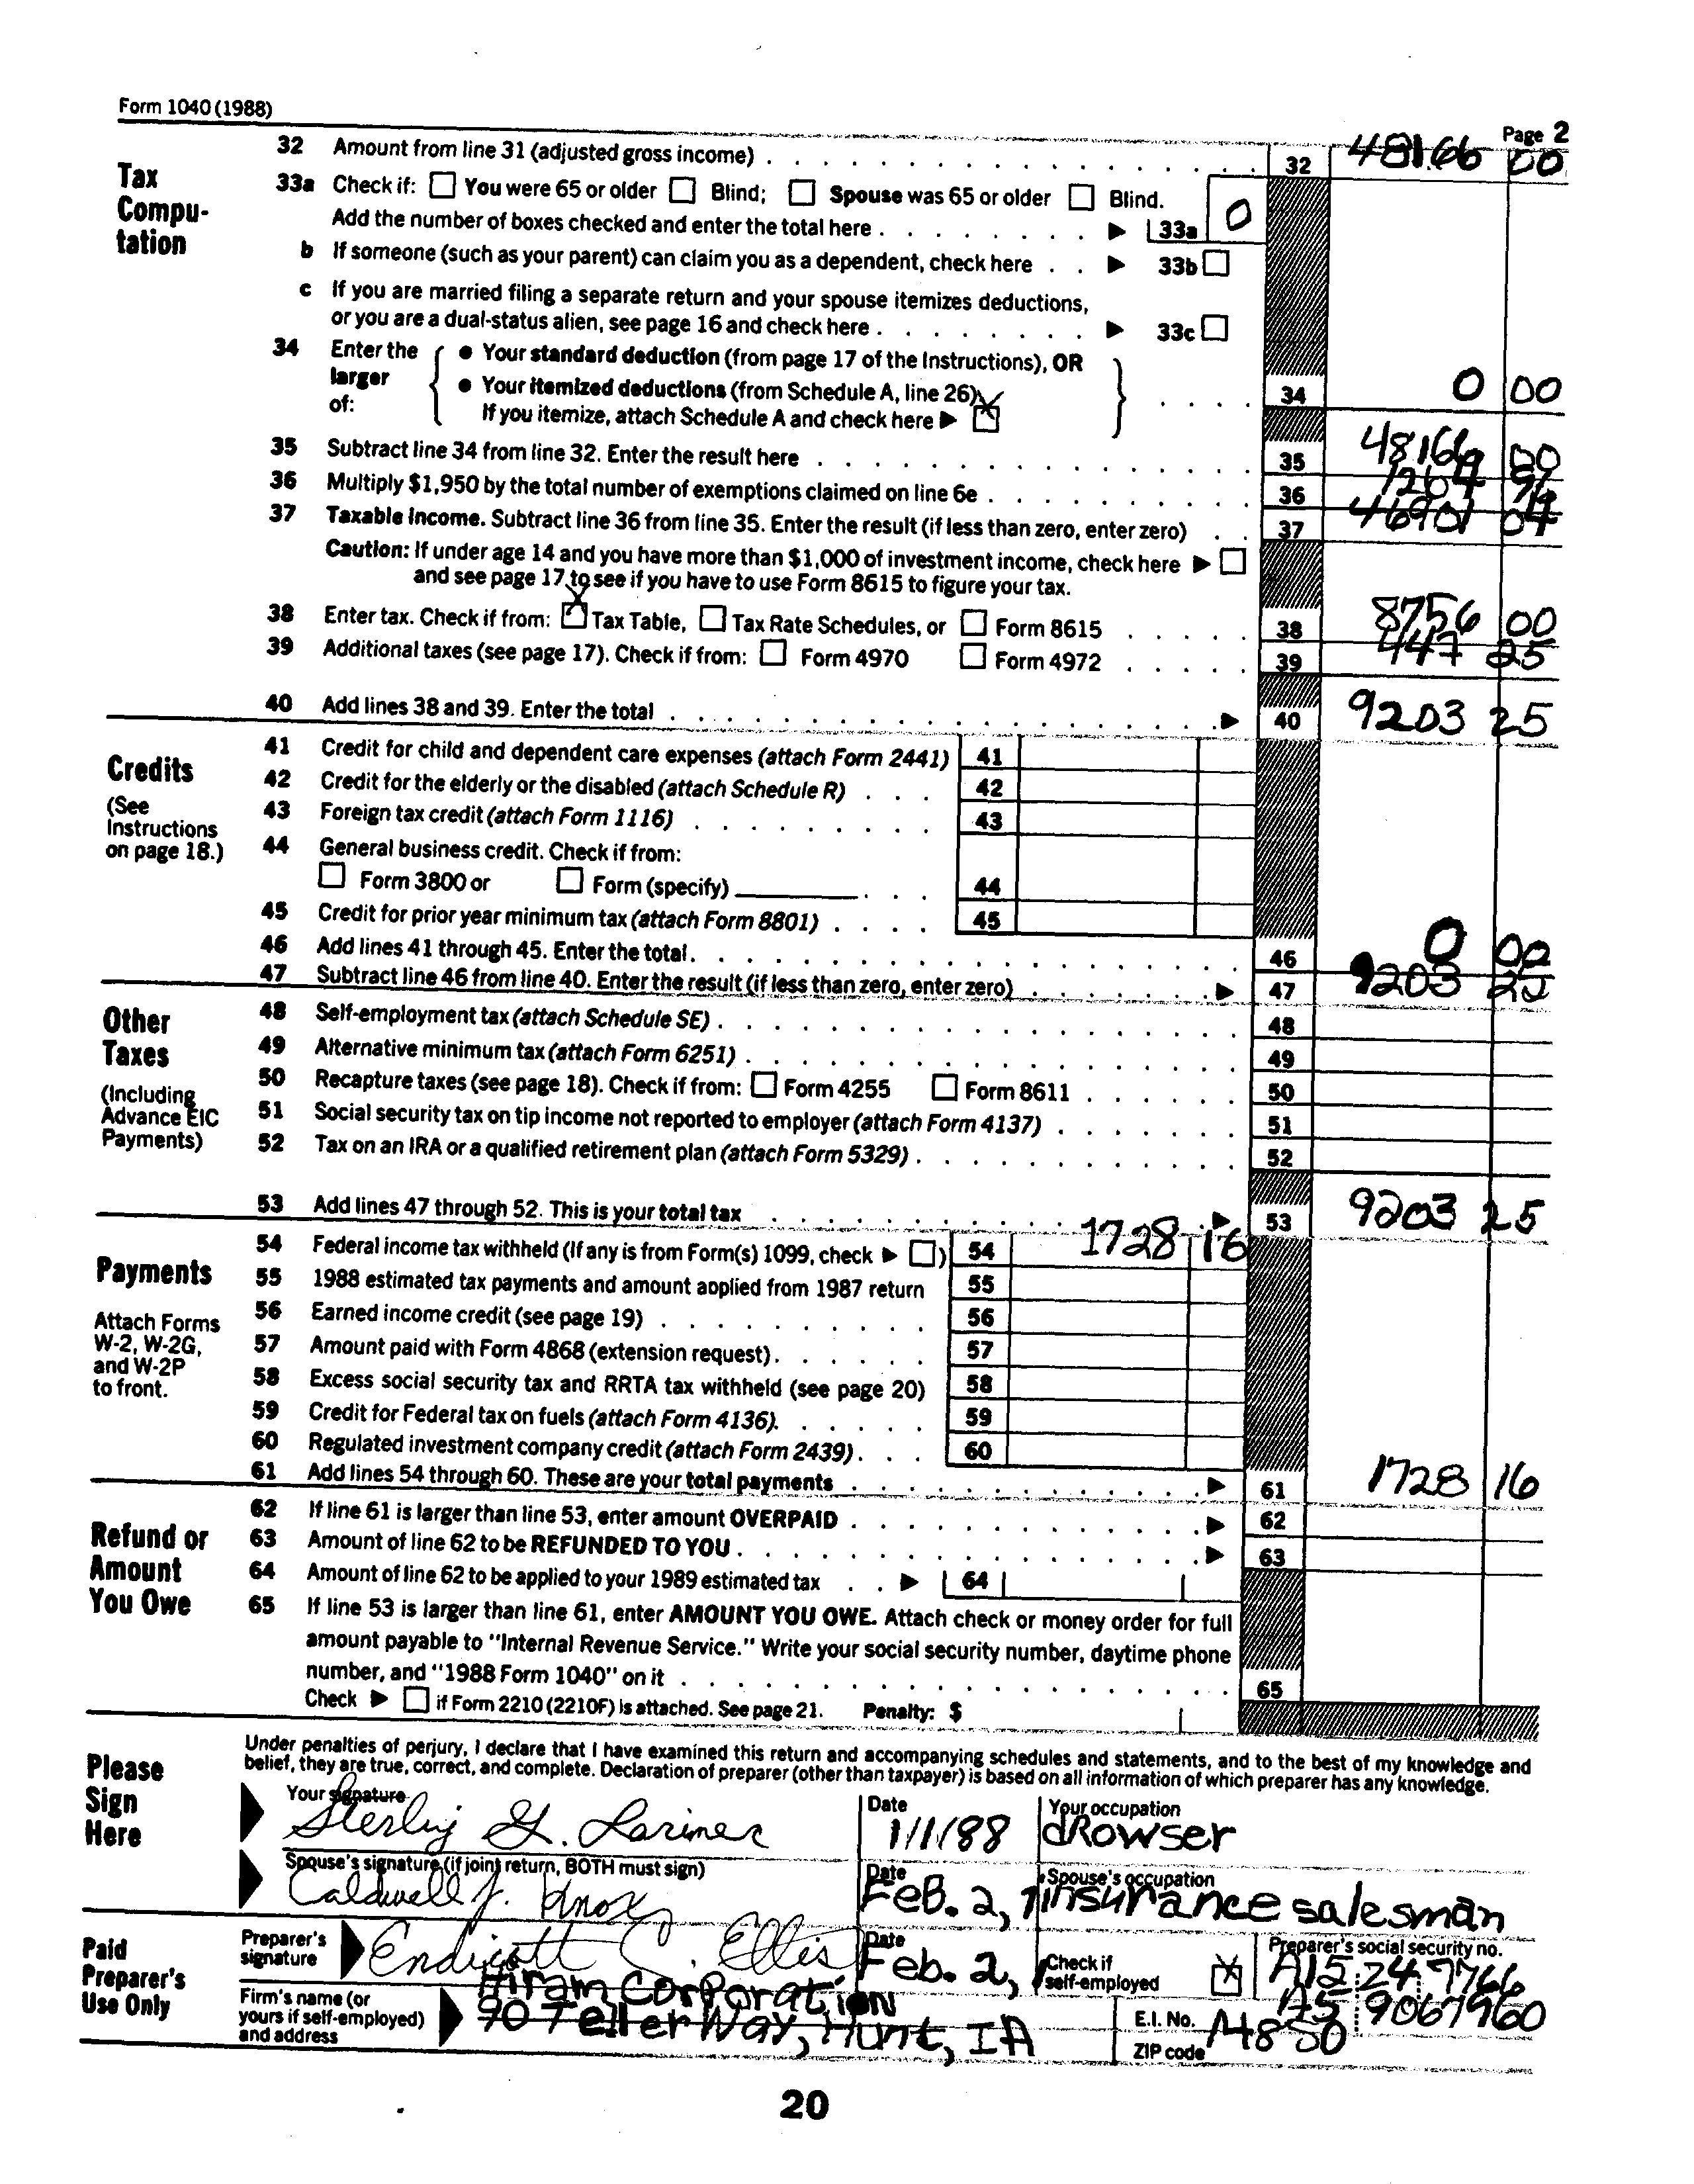 Form 1040 (1988)
Page 2
Tax Compu-tation
32 Amount from line 31 (adjusted gross income) 32 48166 00
33a Check if: You were 65 or older Blind; Spouse was 65 or older Blind.
Add the number of boxes checked and enter the total here 33a 0
b If someone (such as your parent) can claim you as a dependent, check here 33b
c If you are married filing a separate return and your spouse itemizes deductions,
or you are a dual-status alien, see page 16 and check here 33c
34 Enter the larger of: • Your standard deduction (from page 17 of the Instructions), OR
• Your itemized deductions (from Schedule A, line 26)
If you itemize, attach Schedule A and check here X 34 0 00
35 Subtract line 34 from line 32. Enter the result here 35 48166 00
36 Multiply $1,950 by the total number of exemptions claimed on line 6e 36 1264
37 Taxable Income. Subtract line 36 from line 35. Enter the result (if less than zero, enter zero) 37 46901 04
Caution: If under age 14 and you have more than $1,000 of investment income, check here
and see page 17 to see if you have to use Form 8615 to figure your tax.
38 Enter tax. Check if from: X Tax Table, Tax Rate Schedules, or Form 8615 38 8756 00
39 Additional taxes (see page 17). Check if from: Form 4970 Form 4972 39 447 25
40 Add lines 38 and 39. Enter the total 40 9203 25
Credits
(See Instructions on page 18.)
41 Credit for child and dependent care expenses (attach Form 2441) 41
42 Credit for the elderly or the disabled (attach Schedule R) 42
43 Foreign tax credit (attach Form 1116) 43
44 General business credit. Check if from:
Form 3800 or Form (specify) 44
45 Credit for prior year minimum tax (attach Form 8801) 45
46 Add lines 41 through 45. Enter the total. 46 0 00
47 Subtract line 46 from line 40. Enter the result (if less than zero, enter zero) 47 9203 25
Other Taxes
(Including Advance EIC Payments)
48 Self-employment tax (attach Schedule SE) 48
49 Alternative minimum tax (attach Form 6251) 49
50 Recapture taxes (see page 18). Check if from: Form 4255 Form 8611 50
51 Social security tax on tip income not reported to employer (attach Form 4137) 51
52 Tax on an IRA or a qualified retirement plan (attach Form 5329) 52
53 Add lines 47 through 52. This is your total tax 53 9203 25
Payments
Attach Forms W-2, W-2G, and W-2P to front.
54 Federal income tax withheld (If any is from Form(s) 1099, check ) 54 1728 16
55 1988 estimated tax payments and amount applied from 1987 return 55
56 Earned income credit (see page 19) 56
57 Amount paid with Form 4868 (extension request) 57
58 Excess social security tax and RRTA tax withheld (see page 20) 58
59 Credit for Federal tax on fuels (attach Form 4136) 59
60 Regulated investment company credit (attach Form 2439) 60
61 Add lines 54 through 60. These are your total payments 61 1728 16
Refund or Amount You Owe
62 If line 61 is larger than line 53, enter amount OVERPAID 62
63 Amount of line 62 to be REFUNDED TO YOU 63
64 Amount of line 62 to be applied to your 1989 estimated tax 64
65 If line 53 is larger than line 61, enter AMOUNT YOU OWE. Attach check or money order for full
amount payable to "Internal Revenue Service." Write your social security number, daytime phone
number, and "1988 Form 1040" on it 65
Check if Form 2210 (2210F) is attached. See page 21. Penalty: $
Please Sign Here
Under penalties of perjury, I declare that I have examined this return and accompanying schedules and statements, and to the best of my knowledge and
belief, they are true, correct, and complete. Declaration of preparer (other than taxpayer) is based on all information of which preparer has any knowledge.
Your signature Sterling G. Larimer Date 1/1/88 Your occupation dRowser
Spouse's signature (if joint return, BOTH must sign) Caldwell J. Knox Date Feb. 2, Spouse's occupation insurance salesman
Paid Preparer's Use Only
Preparer's signature Endicott C. Ellis Date Feb. 2, Check if self-employed X Preparer's social security no. A15 24 7766
Firm's name (or yours if self-employed) and address Hiram Corporation E.I. No. A5 9067960
90 Teller Way, Hunt, IA ZIP code A4850
20